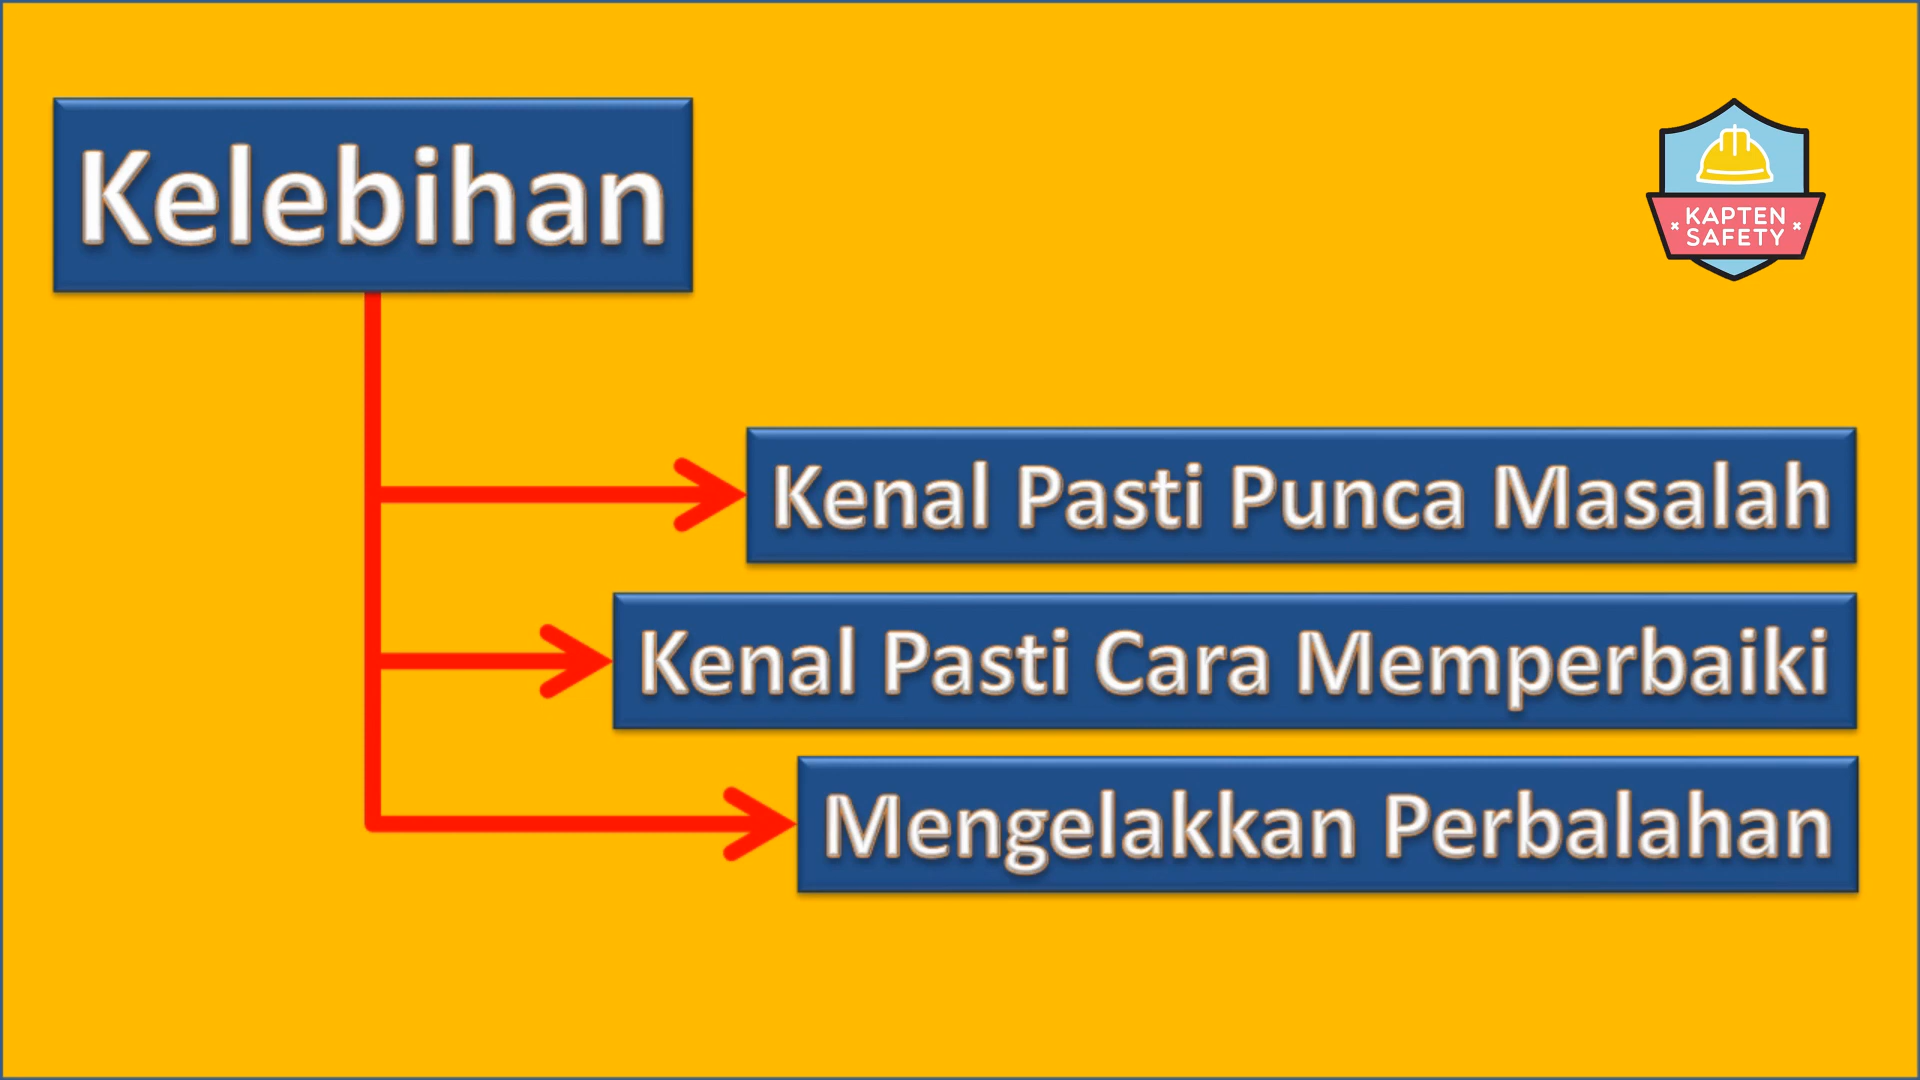 Kelebihan
KAPTEN
SAFETY
Kenal Pasti Punca Masalah
Kenal Pasti Cara Memperbaiki
Mengelakkan Perbalahan